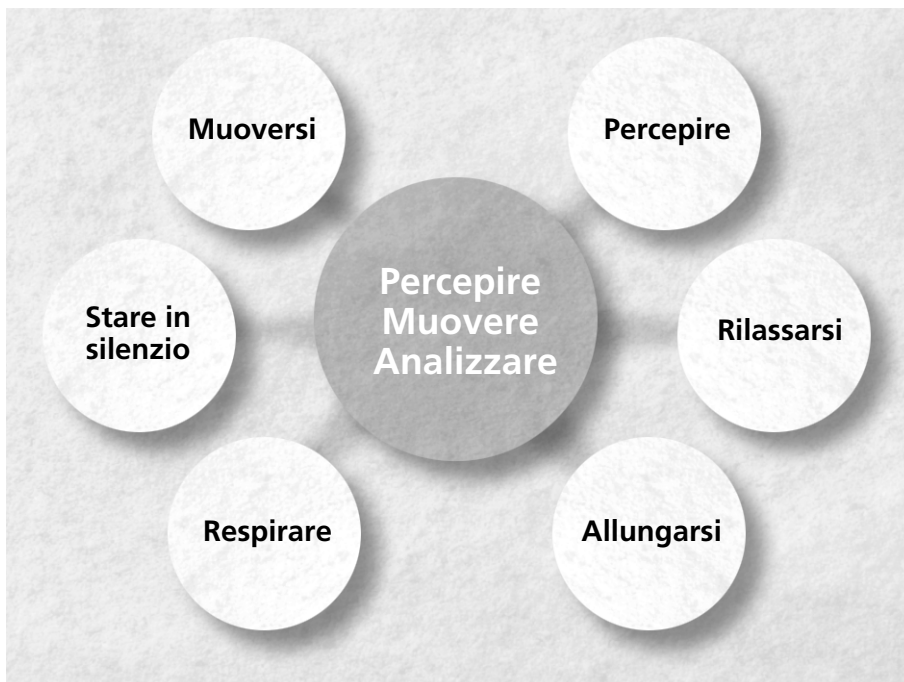 Muoversi
Percepire
Percepire
Muovere
Analizzare
Stare in
silenzio
Rilassarsi
Respirare
Allungarsi